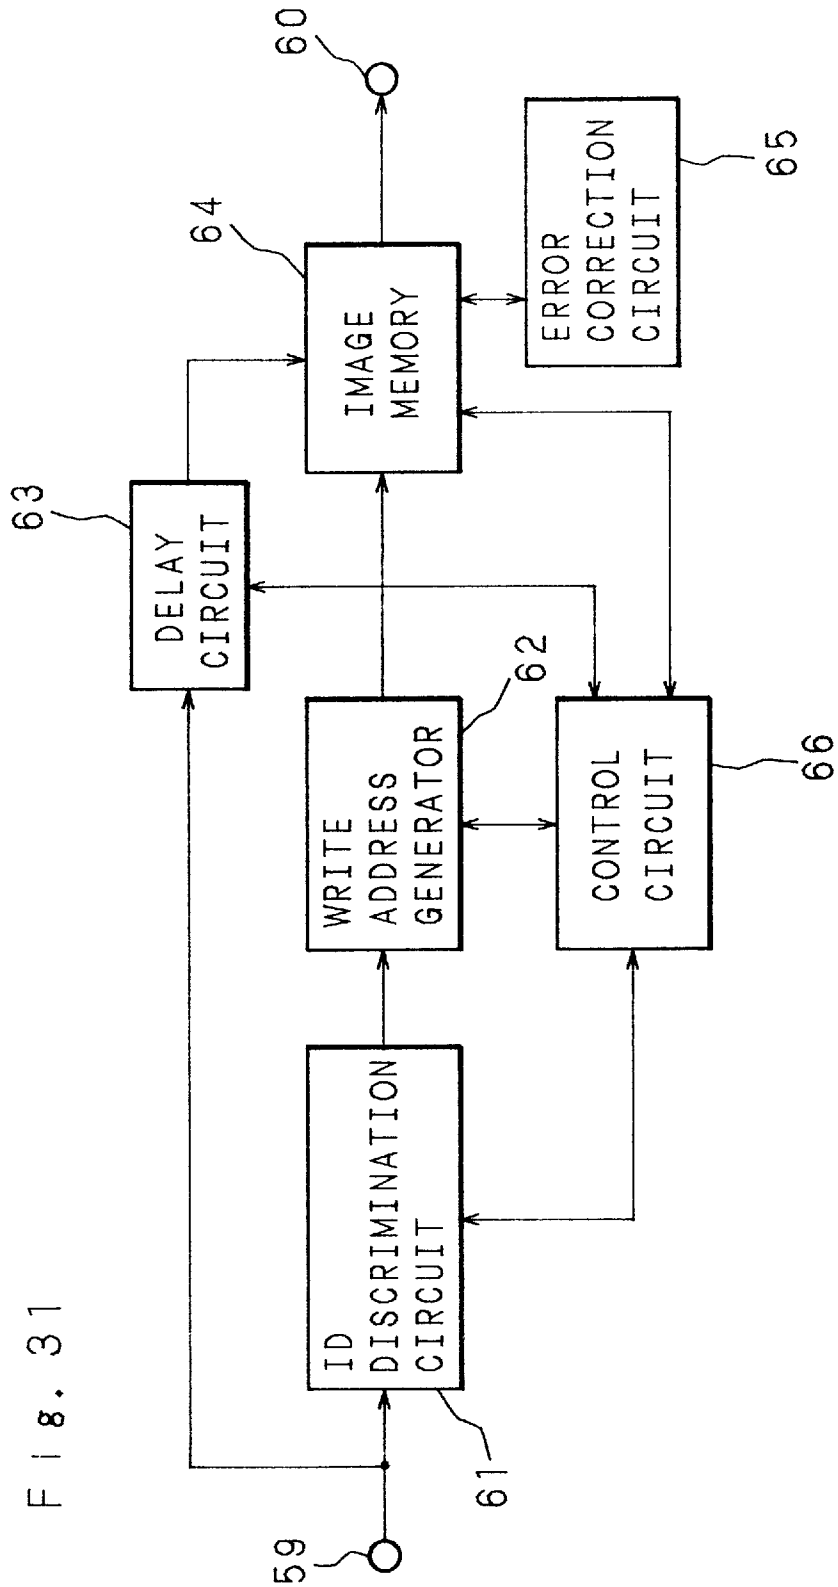 Fig. 31
63
DELAY
CIRCUIT
64
60
59
ID
DISCRIMINATION
CIRCUIT
61
WRITE
ADDRESS
GENERATOR
62
IMAGE
MEMORY
CONTROL
CIRCUIT
66
ERROR
CORRECTION
CIRCUIT
65